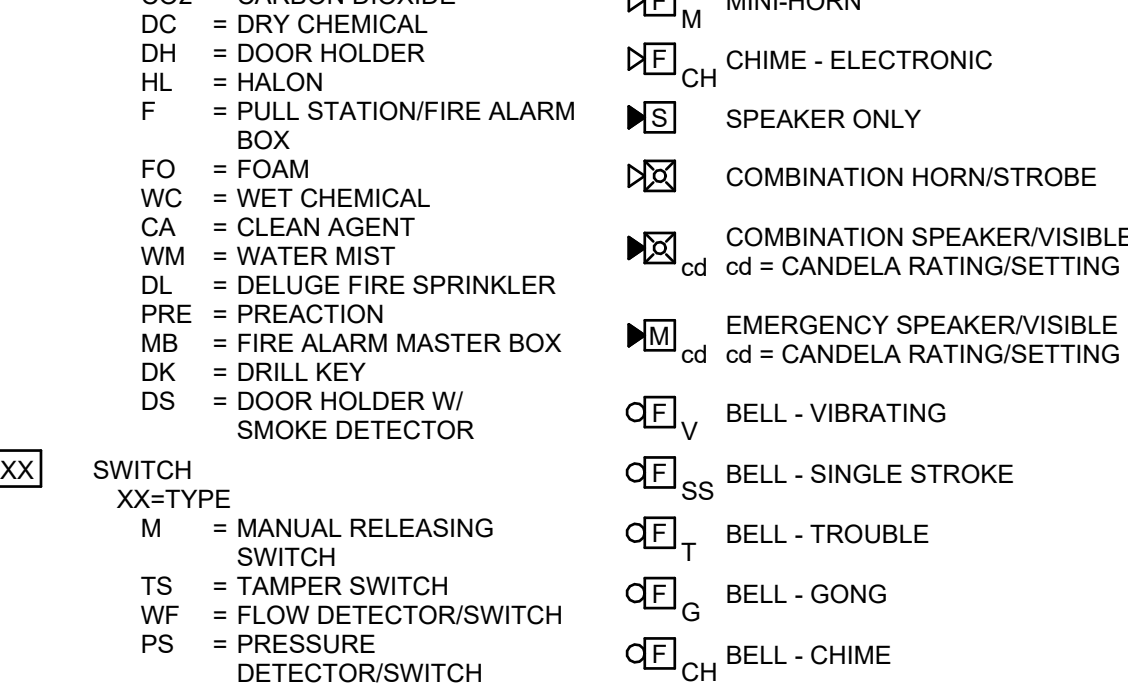 CO2 = CARBON DIOXIDE
DC = DRY CHEMICAL
DH = DOOR HOLDER
HL = HALON
F = PULL STATION/FIRE ALARM
BOX
FO = FOAM
WC = WET CHEMICAL
CA = CLEAN AGENT
WM = WATER MIST
DL = DELUGE FIRE SPRINKLER
PRE = PREACTION
MB = FIRE ALARM MASTER BOX
DK = DRILL KEY
DS = DOOR HOLDER W/
SMOKE DETECTOR
XX SWITCH
XX=TYPE
M = MANUAL RELEASING
SWITCH
TS = TAMPER SWITCH
WF = FLOW DETECTOR/SWITCH
PS = PRESSURE
DETECTOR/SWITCH
F M MINI-HORN
F CH CHIME - ELECTRONIC
S SPEAKER ONLY
COMBINATION HORN/STROBE
COMBINATION SPEAKER/VISIBLE
cd cd = CANDELA RATING/SETTING
M EMERGENCY SPEAKER/VISIBLE
cd cd = CANDELA RATING/SETTING
F V BELL - VIBRATING
F SS BELL - SINGLE STROKE
F T BELL - TROUBLE
F G BELL - GONG
F CH BELL - CHIME